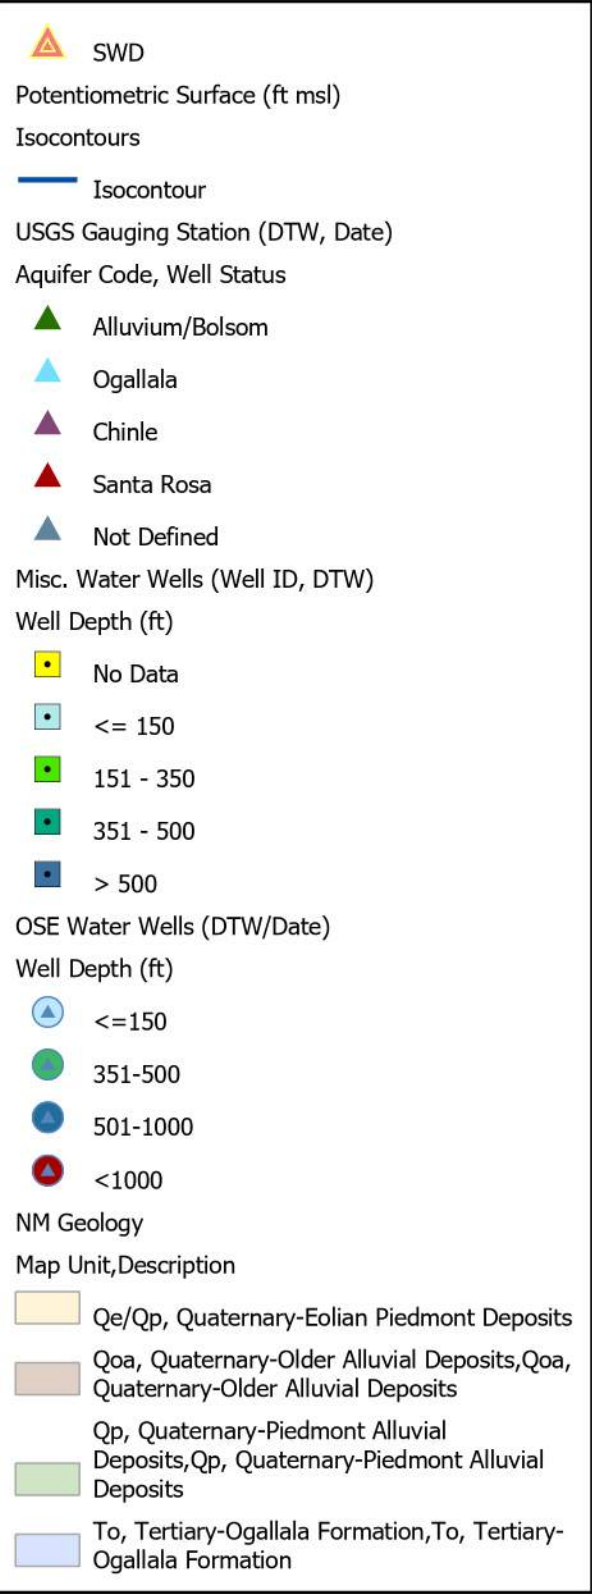 SWD
Potentiometric Surface (ft msl)
Isocontours
Isocontour
USGS Gauging Station (DTW, Date)
Aquifer Code, Well Status
Alluvium/Bolsom
Ogallala
Chinle
Santa Rosa
Not Defined
Misc. Water Wells (Well ID, DTW)
Well Depth (ft)
No Data
<= 150
151 - 350
351 - 500
> 500
OSE Water Wells (DTW/Date)
Well Depth (ft)
<=150
351-500
501-1000
<1000
NM Geology
Map Unit,Description
Qe/Qp, Quaternary-Eolian Piedmont Deposits
Qoa, Quaternary-Older Alluvial Deposits,Qoa,
Quaternary-Older Alluvial Deposits
Qp, Quaternary-Piedmont Alluvial
Deposits,Qp, Quaternary-Piedmont Alluvial
Deposits
To, Tertiary-Ogallala Formation,To, Tertiary-
Ogallala Formation